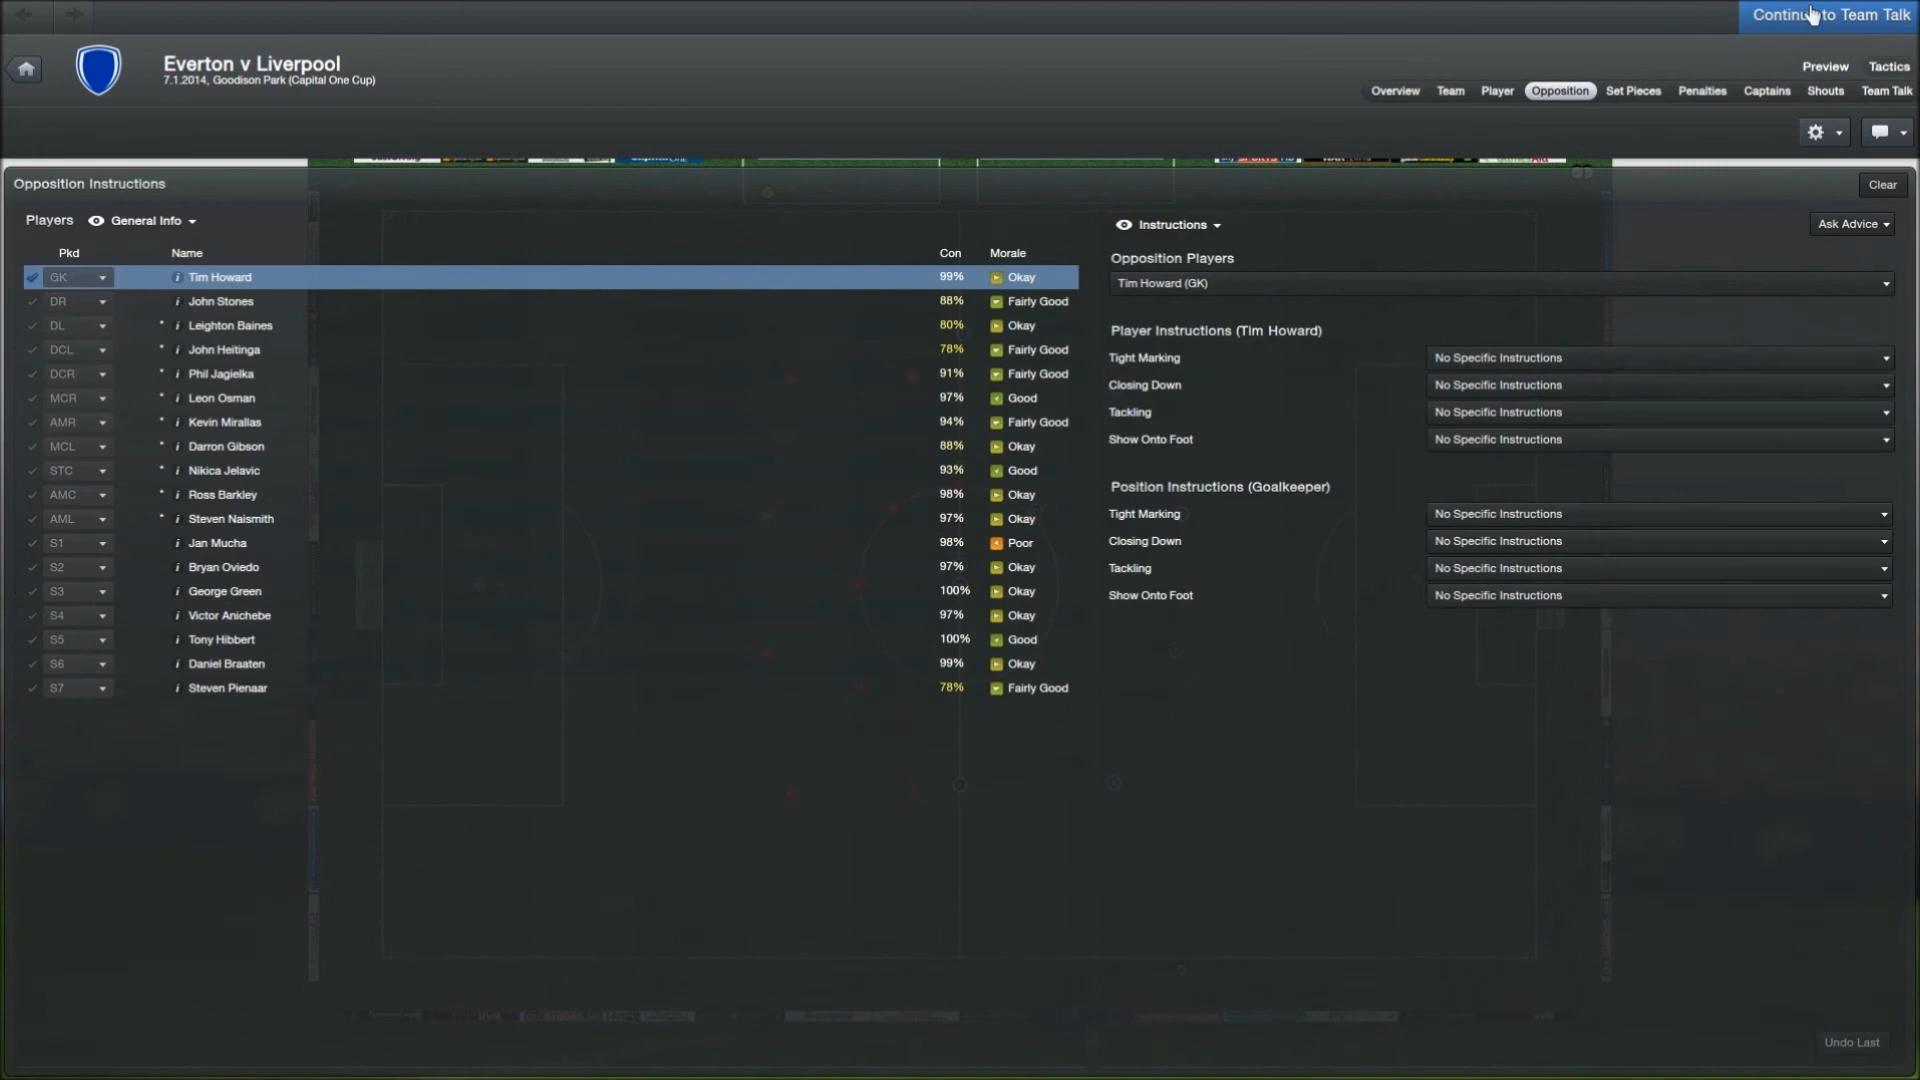 Continue to Team Talk
Everton v Liverpool
7.1.2014, Goodison Park (Capital One Cup)
Preview Tactics
Overview Team Player Opposition Set Pieces Penalties Captains Shouts Team Talk
Opposition Instructions
Clear
Players General Info
Instructions
Ask Advice
Pkd Name Con Morale
Opposition Players
GK i Tim Howard 99% Okay
Tim Howard (GK)
DR i John Stones 88% Fairly Good
DL * i Leighton Baines 80% Okay
Player Instructions (Tim Howard)
DCL * i John Heitinga 78% Fairly Good
Tight Marking No Specific Instructions
DCR * i Phil Jagielka 91% Fairly Good
Closing Down No Specific Instructions
MCR * i Leon Osman 97% Good
Tackling No Specific Instructions
AMR * i Kevin Mirallas 94% Fairly Good
Show Onto Foot No Specific Instructions
MCL * i Darron Gibson 88% Okay
STC * i Nikica Jelavic 93% Good
Position Instructions (Goalkeeper)
AMC * i Ross Barkley 98% Okay
Tight Marking No Specific Instructions
AML * i Steven Naismith 97% Okay
Closing Down No Specific Instructions
S1 i Jan Mucha 98% Poor
Tackling No Specific Instructions
S2 i Bryan Oviedo 97% Okay
Show Onto Foot No Specific Instructions
S3 i George Green 100% Okay
S4 i Victor Anichebe 97% Okay
S5 i Tony Hibbert 100% Good
S6 i Daniel Braaten 99% Okay
S7 i Steven Pienaar 78% Fairly Good
Undo Last